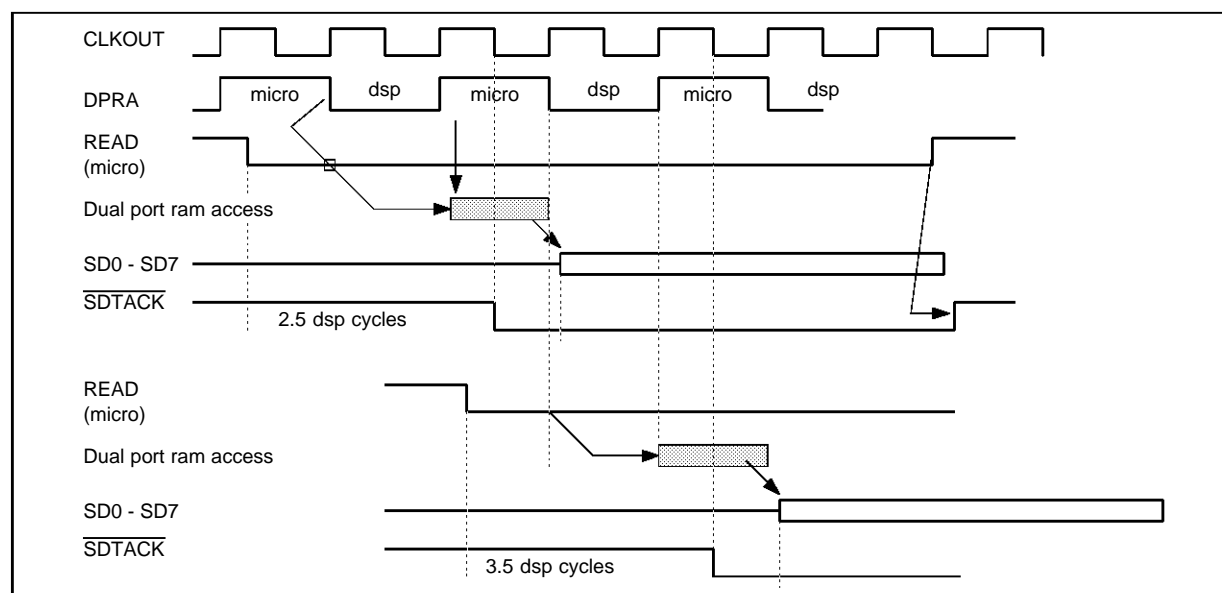 CLKOUT
DPRA
micro dsp micro dsp micro dsp
READ
(micro)
Dual port ram access
SD0 - SD7
SDTACK
2.5 dsp cycles
READ
(micro)
Dual port ram access
SD0 - SD7
SDTACK
3.5 dsp cycles